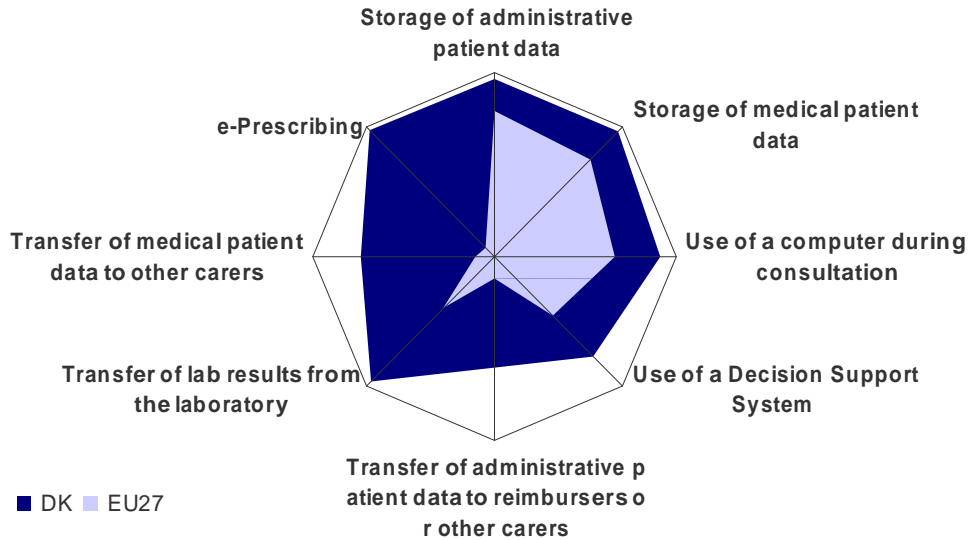 Storage of administrative
patient data
Storage of medical patient
data
e-Prescribing
Transfer of medical patient
data to other carers
Use of a computer during
consultation
Transfer of lab results from
the laboratory
Use of a Decision Support
System
Transfer of administrative p
atient data to reimbursers o
r other carers
DK EU27